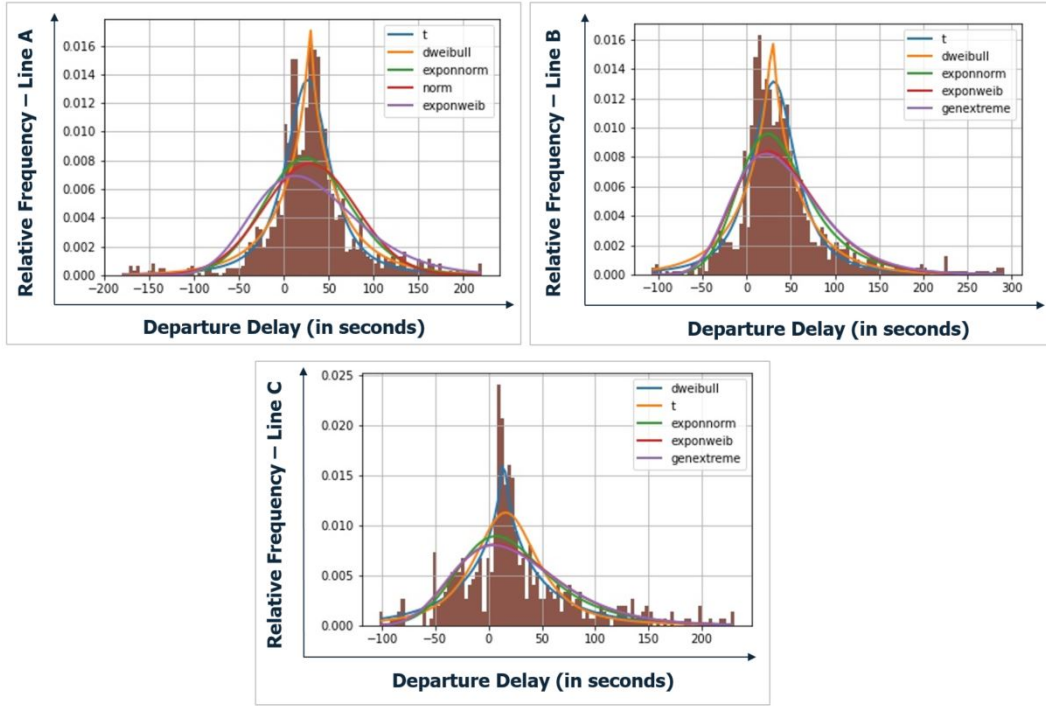 Relative Frequency – Line A
0.016
0.014
0.012
0.010
0.008
0.006
0.004
0.002
0.000
t
dweibull
exponnorm
norm
exponweib
−200 −150 −100 −50 0 50 100 150 200
Departure Delay (in seconds)
Relative Frequency – Line B
0.016
0.014
0.012
0.010
0.008
0.006
0.004
0.002
0.000
t
dweibull
exponnorm
exponweib
genextreme
−100 −50 0 50 100 150 200 250 300
Departure Delay (in seconds)
Relative Frequency – Line C
0.025
0.020
0.015
0.010
0.005
0.000
dweibull
t
exponnorm
exponweib
genextreme
−100 −50 0 50 100 150 200
Departure Delay (in seconds)